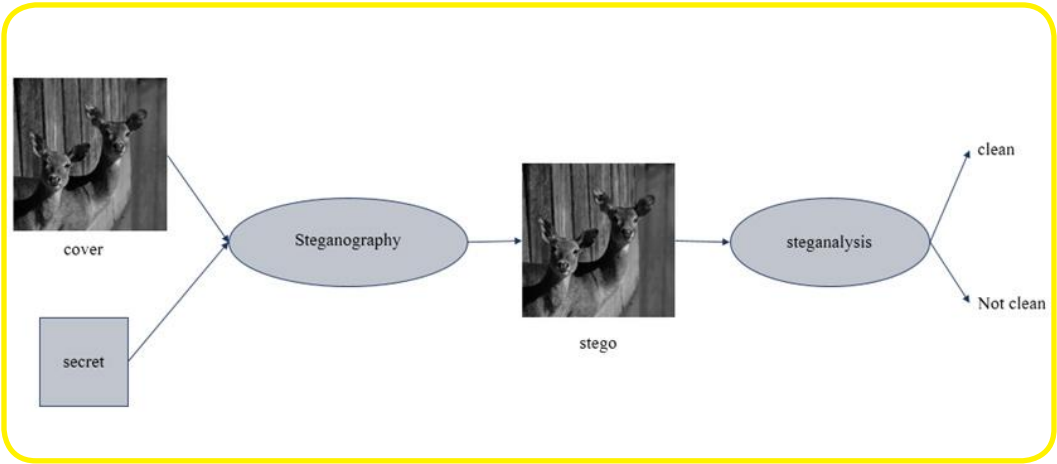 cover
secret
Steganography
stego
steganalysis
clean
Not clean